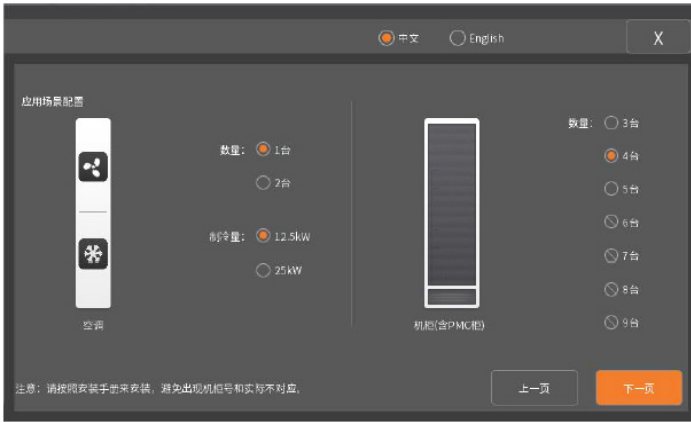 中文 English X
应用场景配置
数量： 1台
2台
制冷量： 12.5kW
25kW
空调
数量： 3台
4台
5台
6台
7台
8台
9台
机柜(含PMC柜)
注意：请按照安装手册来安装，避免出现机柜号和实际不对应。
上一页 下一页